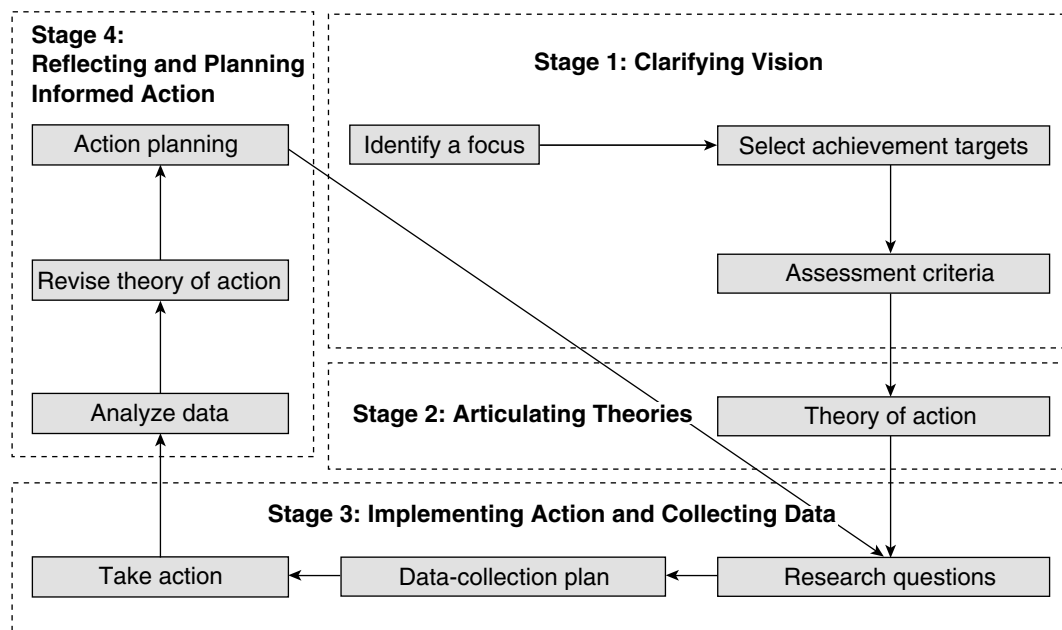 Stage 4:
Reflecting and Planning
Informed Action
Action planning
Revise theory of action
Analyze data
Stage 1: Clarifying Vision
Identify a focus
Select achievement targets
Assessment criteria
Stage 2: Articulating Theories
Theory of action
Stage 3: Implementing Action and Collecting Data
Take action
Data-collection plan
Research questions